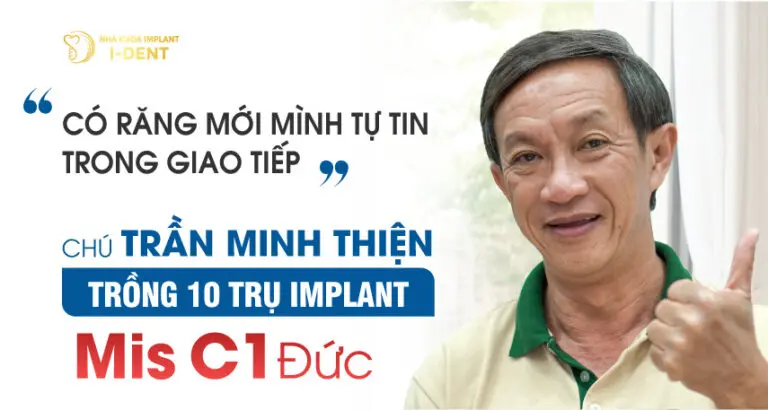 NHA KHOA IMPLANT
I-DENT
“ CÓ RĂNG MỚI MÌNH TỰ TIN
TRONG GIAO TIẾP ”
CHÚ TRẦN MINH THIỆN
TRỒNG 10 TRỤ IMPLANT
Mis C1 Đức